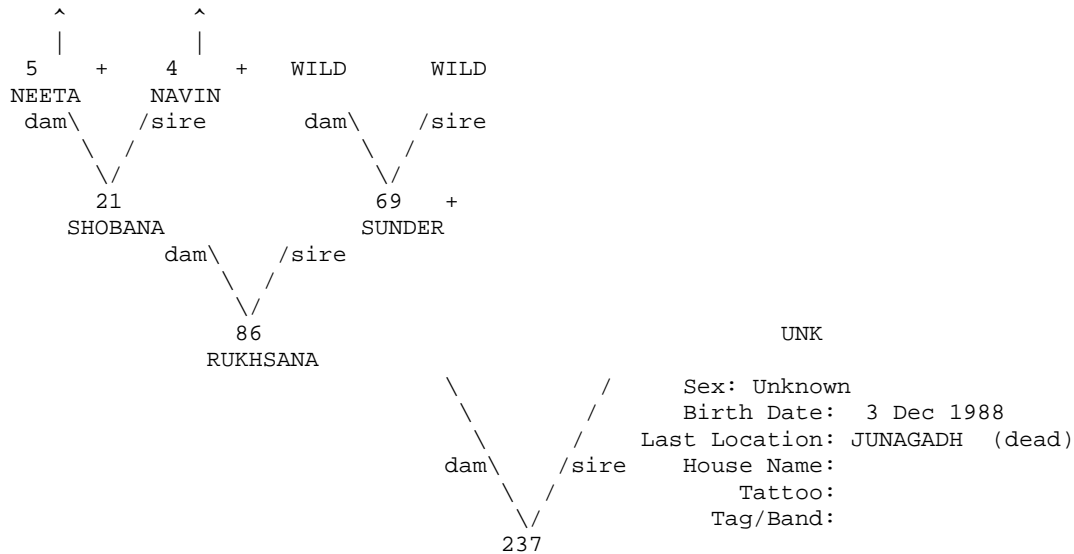 ^ ^
| |
5 + 4 + WILD WILD
NEETA NAVIN
dam\ /sire dam\ /sire
\ / \ /
\/ \/
21 69 +
SHOBANA SUNDER
dam\ /sire
\ /
\/
86 UNK
RUKHSANA
\ / Sex: Unknown
\ / Birth Date: 3 Dec 1988
\ / Last Location: JUNAGADH (dead)
dam\ /sire House Name:
\ / Tattoo:
\/ Tag/Band:
237